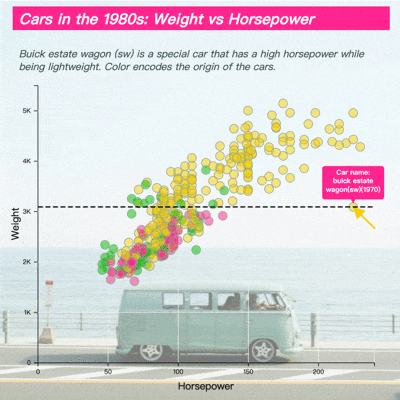 Cars in the 1980s: Weight vs Horsepower
Buick estate wagon (sw) is a special car that has a high horsepower while
being lightweight. Color encodes the origin of the cars.
5K
4K
3K
2K
1K
0
Weight
Car name:
buick estate
wagon(sw)(1970)
0
50
100
150
200
Horsepower